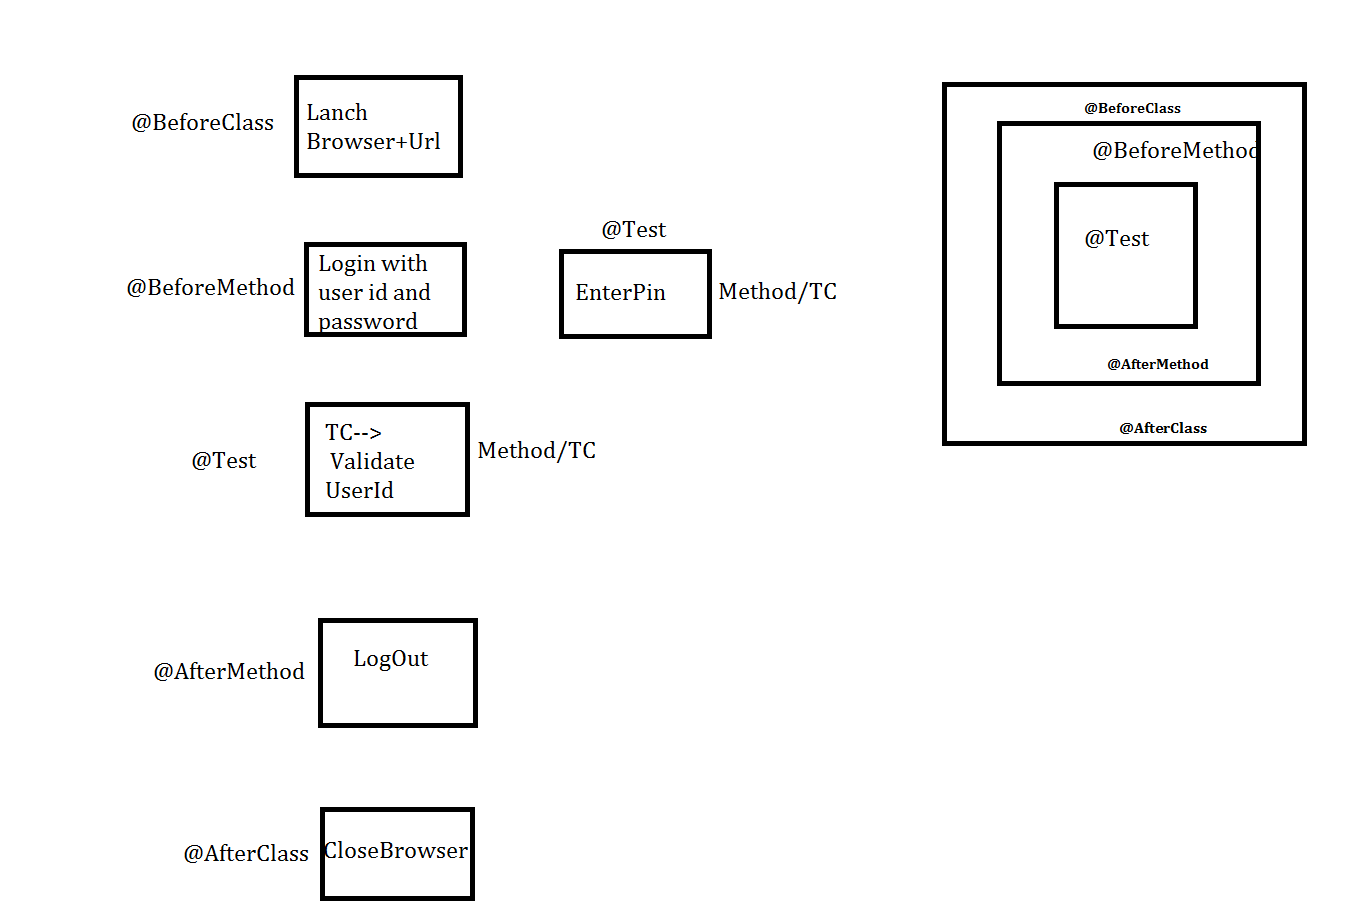 @BeforeClass
Lanch
Browser+Url
@BeforeMethod
Login with
user id and
password
@Test
EnterPin
Method/TC
@Test
TC-->
Validate
UserId
Method/TC
@AfterMethod
LogOut
@AfterClass
CloseBrowser
@BeforeClass
@BeforeMethod
@Test
@AfterMethod
@AfterClass